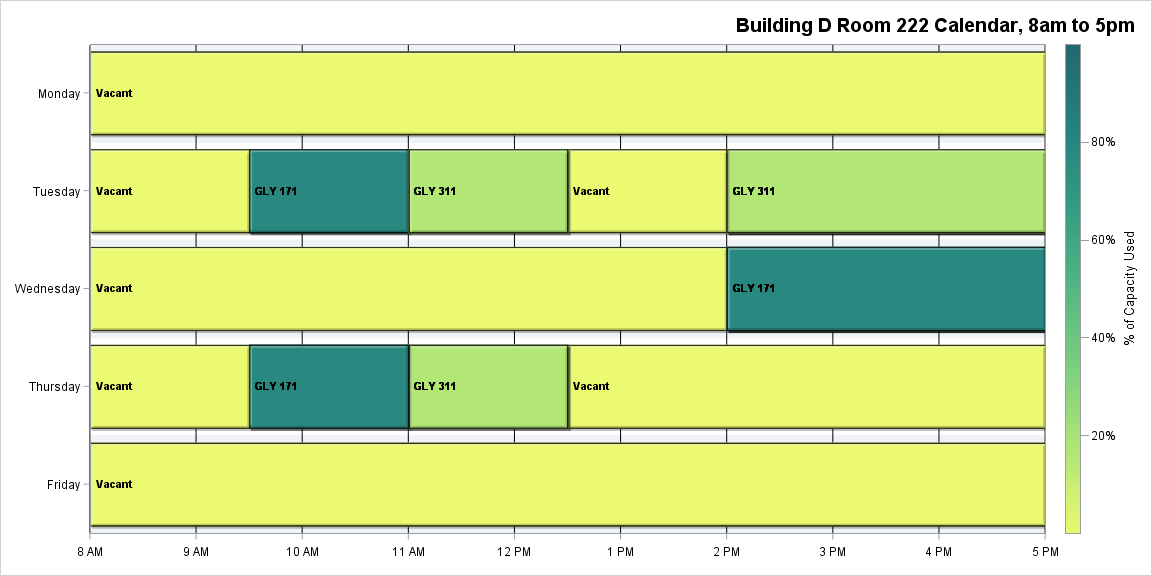 Building D Room 222 Calendar, 8am to 5pm
Monday
Vacant
Tuesday
Vacant
GLY 171
GLY 311
Vacant
GLY 311
Wednesday
Vacant
GLY 171
Thursday
Vacant
GLY 171
GLY 311
Vacant
Friday
Vacant
8 AM
9 AM
10 AM
11 AM
12 PM
1 PM
2 PM
3 PM
4 PM
5 PM
80%
60%
40%
20%
% of Capacity Used